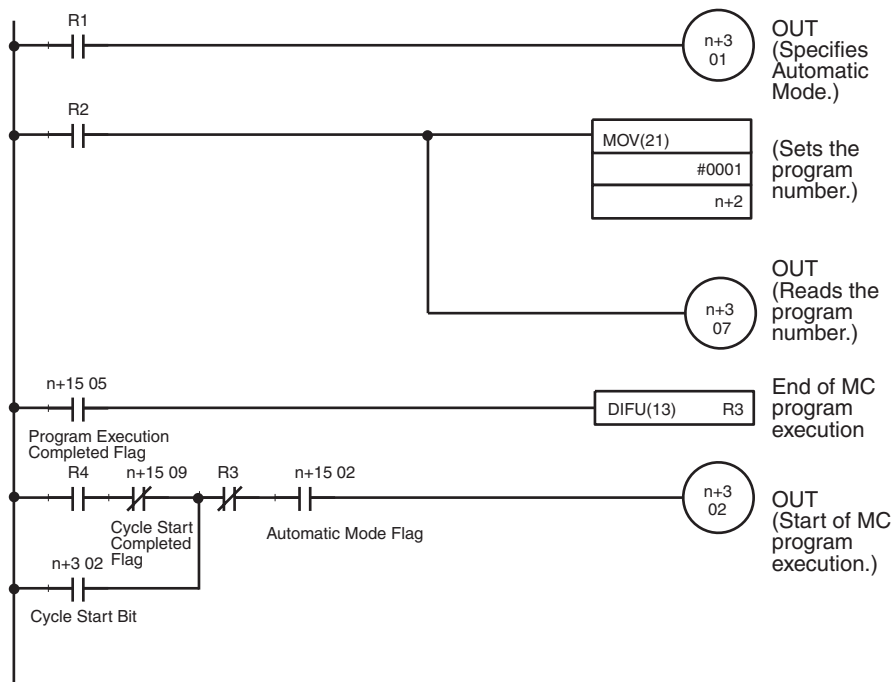 R1
n+3
01
OUT
(Specifies
Automatic
Mode.)
R2
MOV(21)
#0001
n+2
(Sets the
program
number.)
n+3
07
OUT
(Reads the
program
number.)
n+15 05
Program Execution
Completed Flag
DIFU(13) R3
End of MC
program
execution
R4
n+15 09
Cycle Start
Completed
Flag
R3
n+15 02
Automatic Mode Flag
n+3
02
OUT
(Start of MC
program
execution.)
n+3 02
Cycle Start Bit